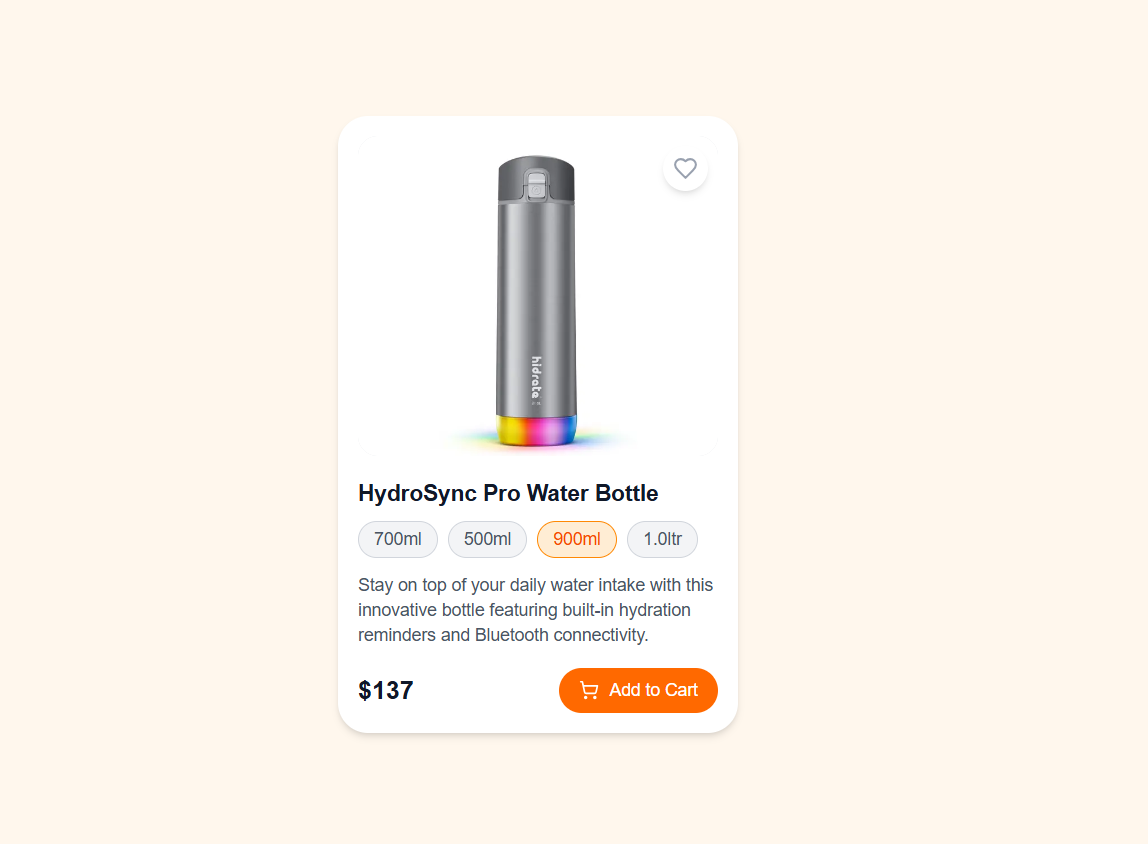 hidrate
HydroSync Pro Water Bottle
700ml 500ml 900ml 1.0ltr
Stay on top of your daily water intake with this
innovative bottle featuring built-in hydration
reminders and Bluetooth connectivity.
$137 Add to Cart